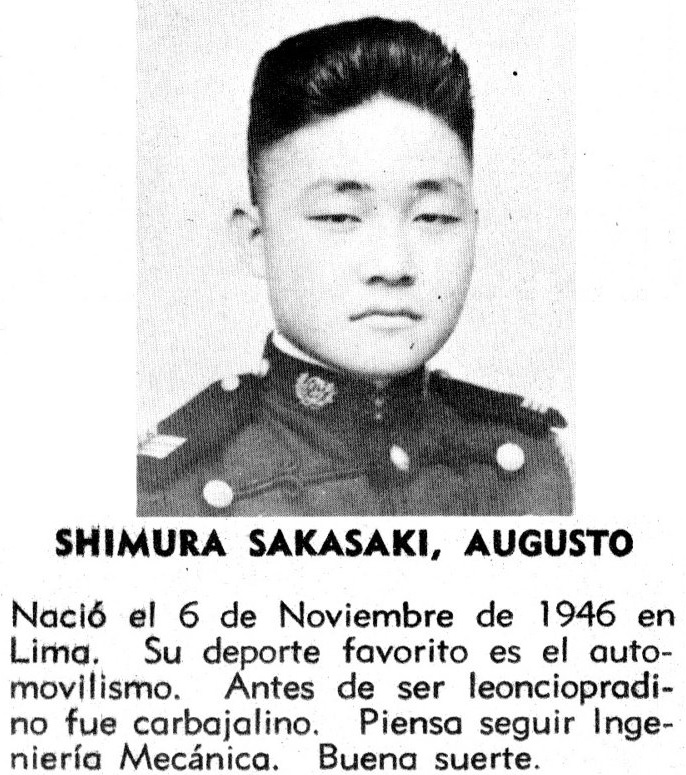 SHIMURA SAKASAKI, AUGUSTO
Nació el 6 de Noviembre de 1946 en
Lima. Su deporte favorito es el auto-
movilismo. Antes de ser leonciopradi-
no fue carbajalino. Piensa seguir Inge-
niería Mecánica. Buena suerte.